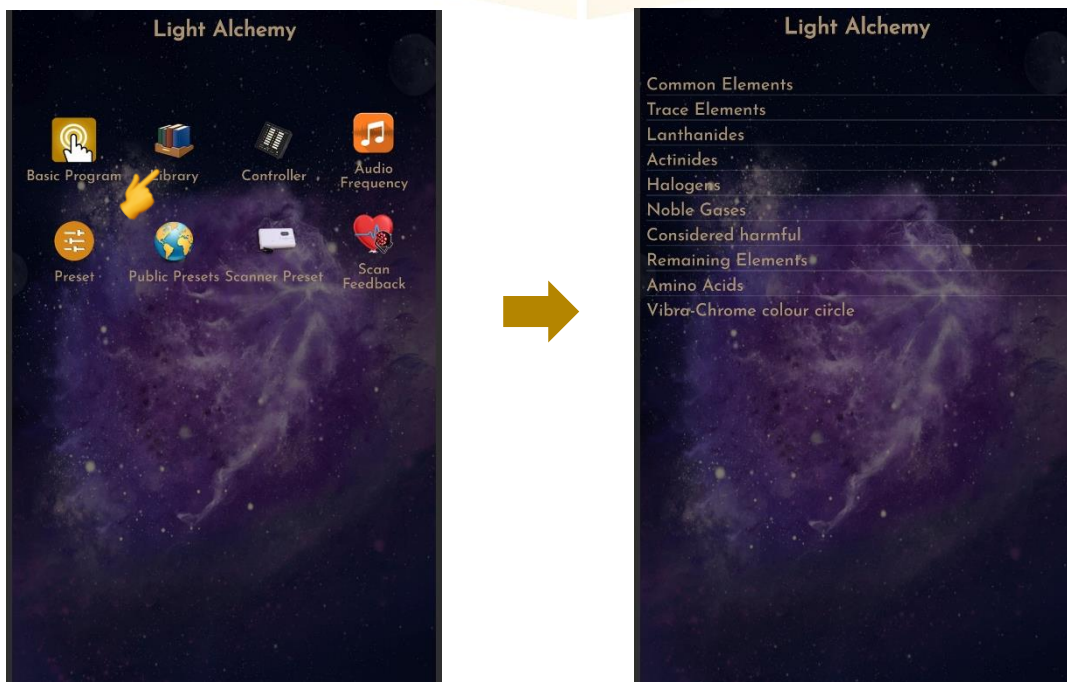 Light Alchemy
Basic Program
Library
Controller
Audio
Frequency
Preset
Public Presets
Scanner Preset
Scan
Feedback
Light Alchemy
Common Elements
Trace Elements
Lanthanides
Actinides
Halogens
Noble Gases
Considered harmful
Remaining Elements
Amino Acids
Vibra-Chrome colour circle